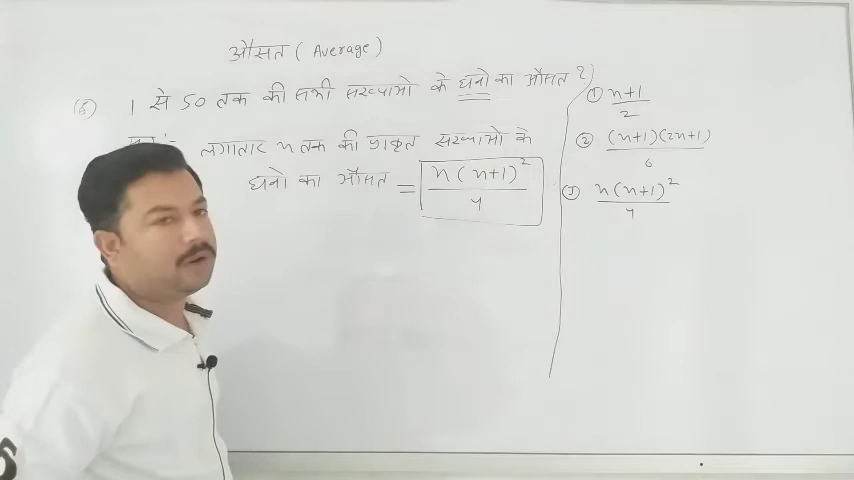 औसत ( Average )
(6) 1 से 50 तक की सभी संख्याओ के घनो का औसत ?
लगातार n तक की प्राकृत संख्याओ के
घनो का औसत = n(n+1)²/4
① n+1/2
② (n+1)(2n+1)/6
③ n(n+1)²/4